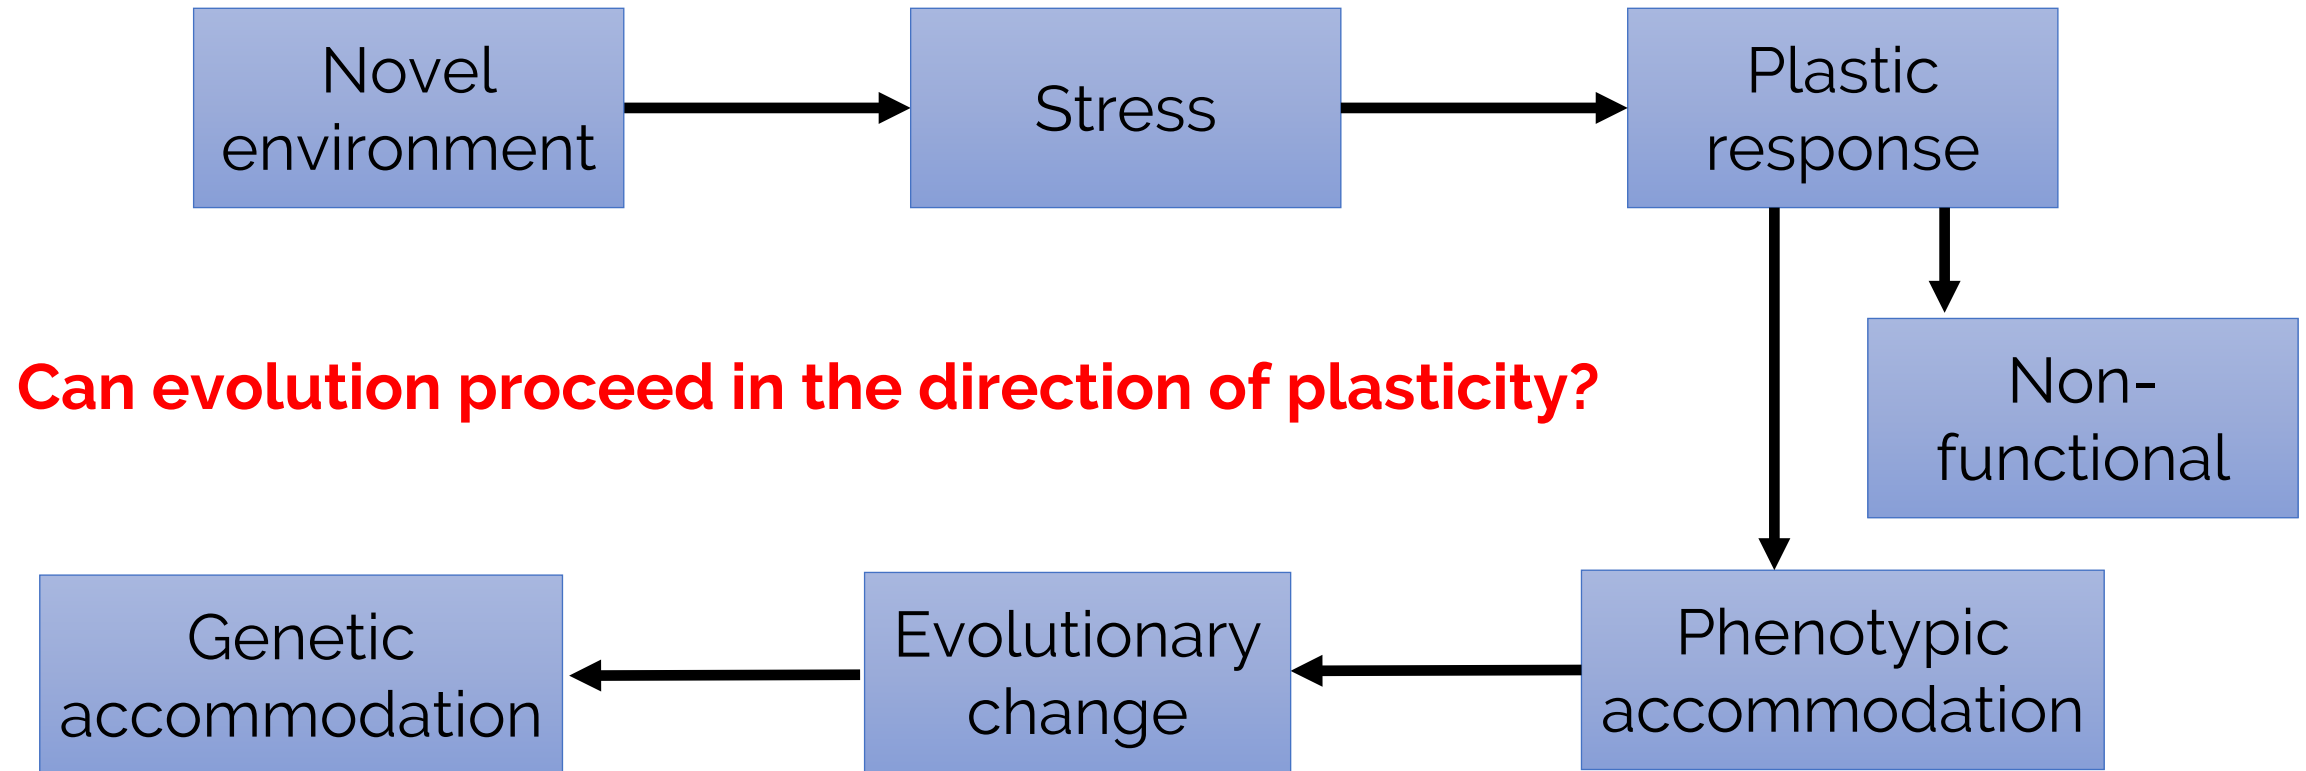 Novel
environment
Stress
Plastic
response
Can evolution proceed in the direction of plasticity?
Non-
functional
Genetic
accommodation
Evolutionary
change
Phenotypic
accommodation